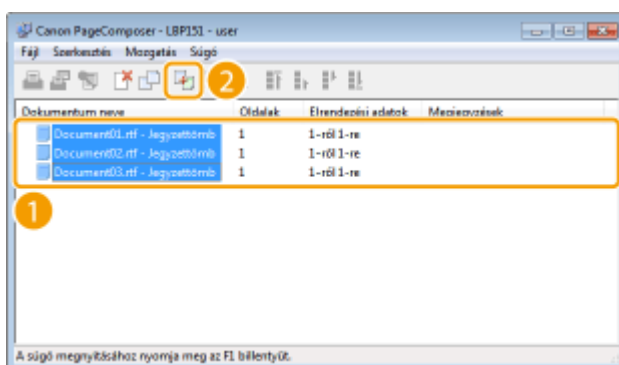 Canon PageComposer - LBP151 - user
Fájl Szerkesztés Mozgatás Súgó
2
Dokumentum neve Oldalak Elrendezési adatok Megjegyzések
Document01.rtf - Jegyzettömb 1 1-ről 1-re
Document02.rtf - Jegyzettömb 1 1-ről 1-re
Document03.rtf - Jegyzettömb 1 1-ről 1-re
1
A súgó megnyitásához nyomja meg az F1 billentyűt.